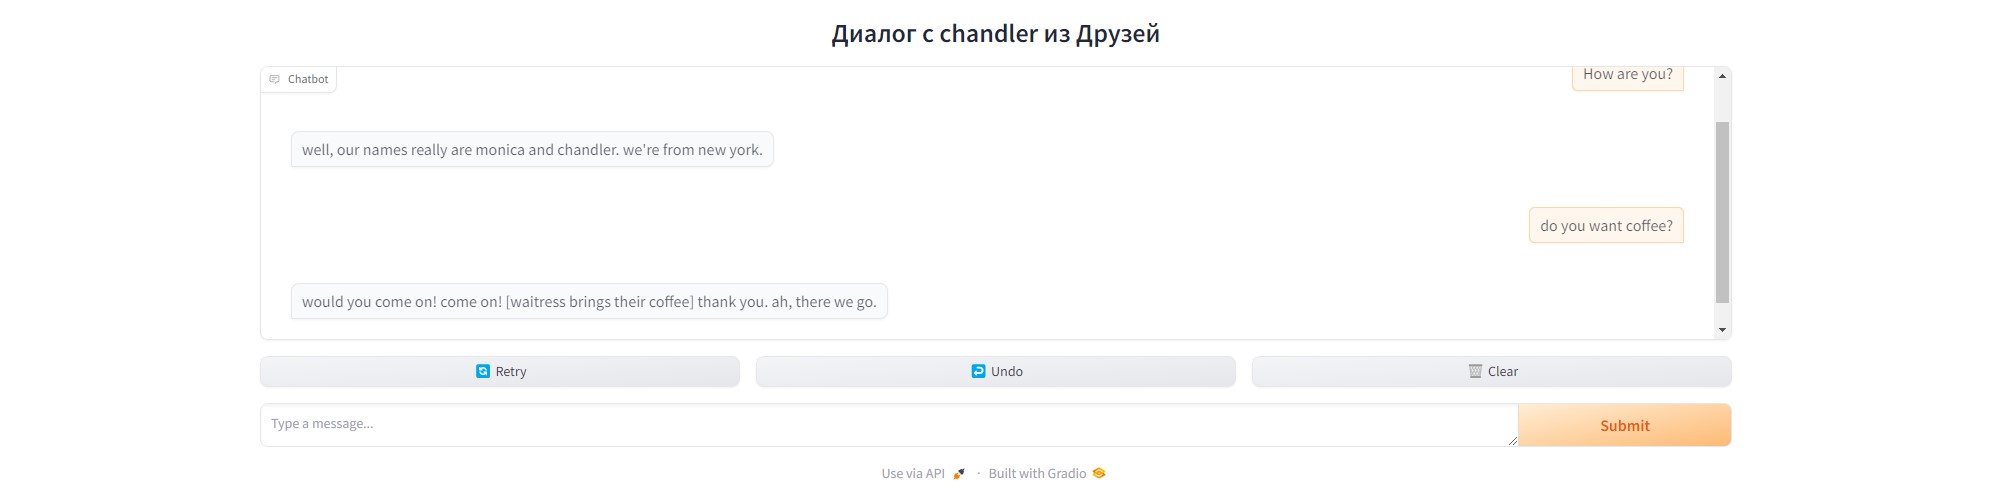 Диалог с chandler из Друзей
Chatbot
How are you?
well, our names really are monica and chandler. we're from new york.
do you want coffee?
would you come on! come on! [waitress brings their coffee] thank you. ah, there we go.
Retry
Undo
Clear
Type a message...
Submit
Use via API · Built with Gradio